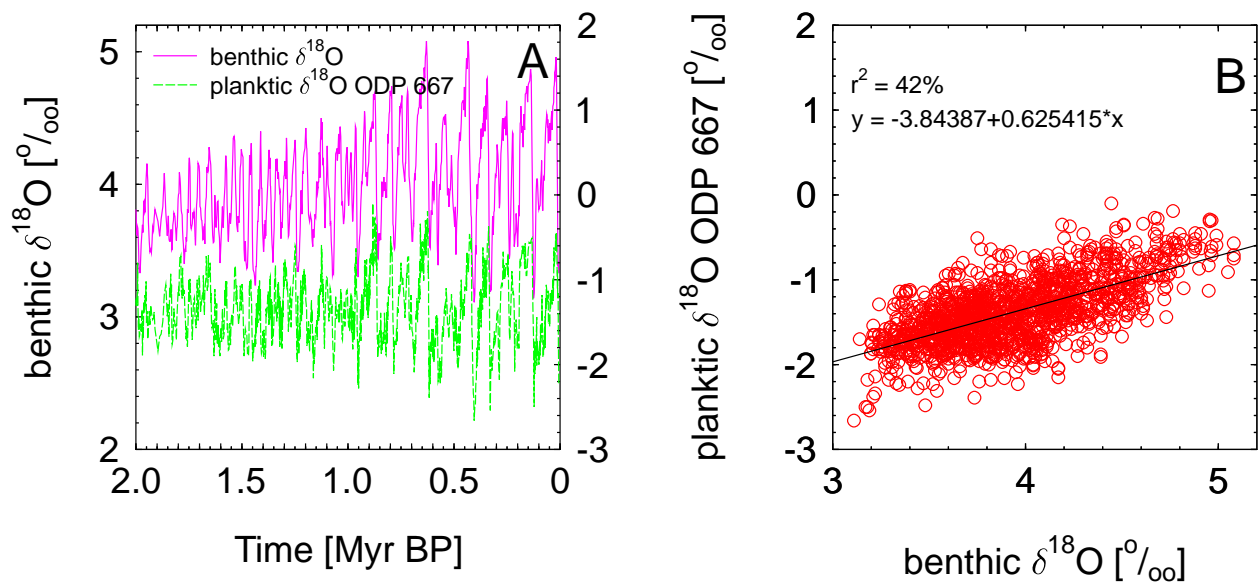 A
benthic δ18O
planktic δ18O ODP 667
5
4
3
2
benthic δ18O [o/oo]
2
1
0
-1
-2
-3
2.0 1.5 1.0 0.5 0
Time [Myr BP]
B
r2 = 42%
y = -3.84387+0.625415*x
planktic δ18O ODP 667 [o/oo]
2
1
0
-1
-2
-3
3 4 5
benthic δ18O [o/oo]